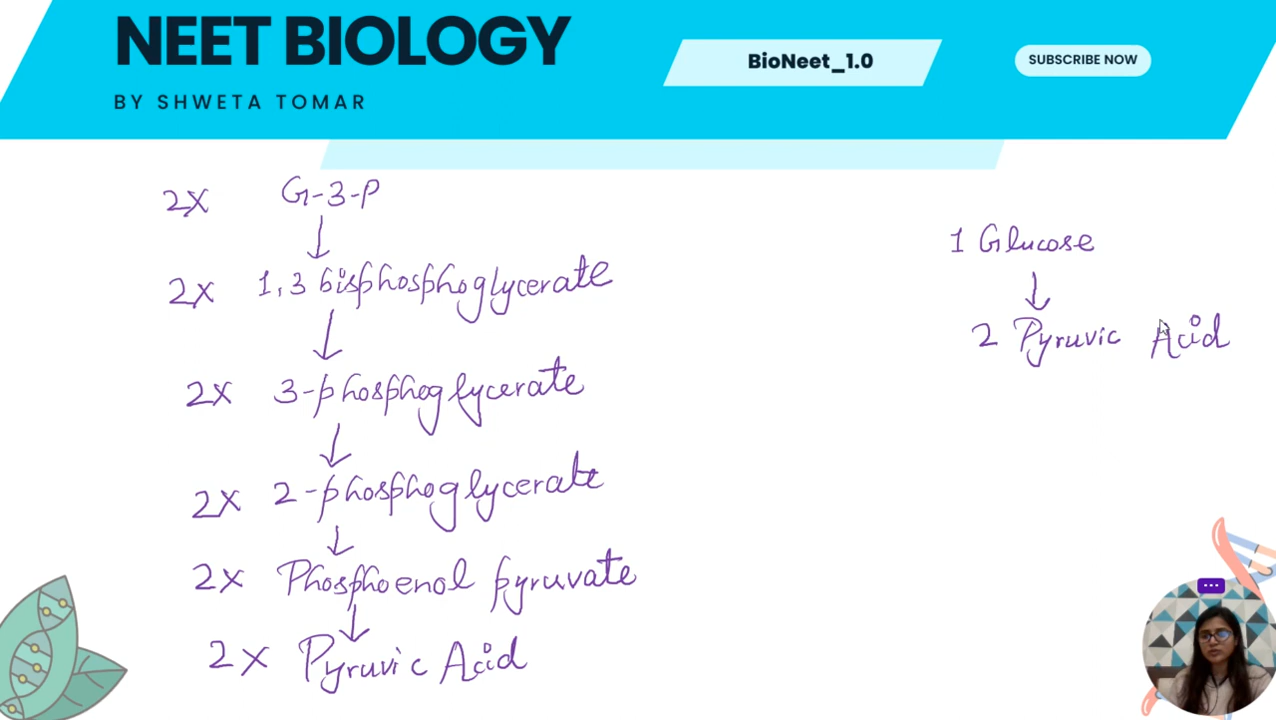 NEET BIOLOGY
BY SHWETA TOMAR
BioNeet_1.0
SUBSCRIBE NOW
2X G-3-P
2X 1,3 bisphosphoglycerate
2X 3-phosphoglycerate
2X 2-phosphoglycerate
2X Phosphoenol pyruvate
2X Pyruvic Acid
1 Glucose
2 Pyruvic Acid